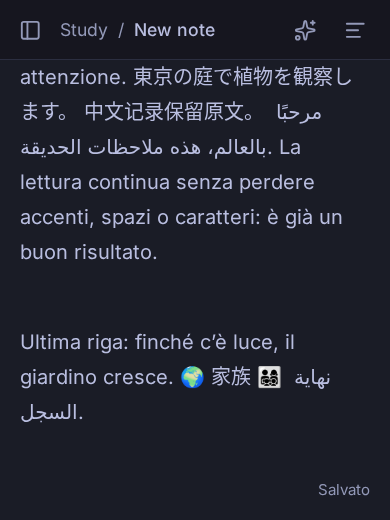 Study / New note
attenzione. 東京の庭で植物を観察し
ます。 中文记录保留原文。 مرحبًا
بالعالم، هذه ملاحظات الحديقة. La
lettura continua senza perdere
accenti, spazi o caratteri: è già un
buon risultato.
Ultima riga: finché c’è luce, il
giardino cresce. 🌍 家族 👨‍👩‍👧‍👦 نهاية
السجل.
Salvato